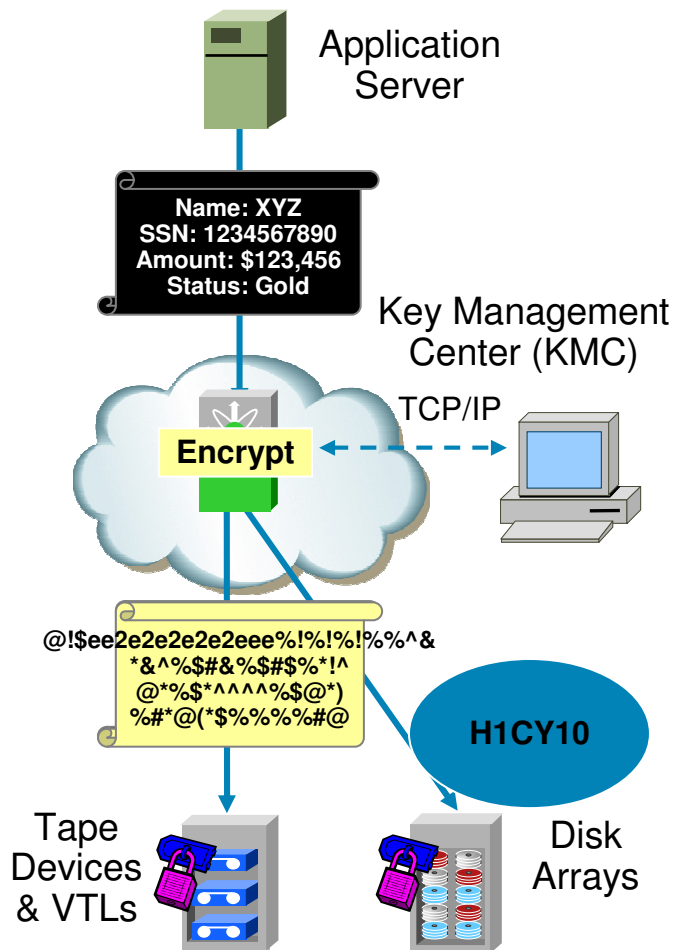 Application
Server
Name: XYZ
SSN: 1234567890
Amount: $123,456
Status: Gold
Key Management
Center (KMC)
TCP/IP
Encrypt
@!$ee2e2e2e2e2eee%!%!%!%%^&
*&^%$#&%$#$%*!^
@*%$*^^^^%$@*)
%#*@(*$%%%%#@
H1CY10
Tape
Devices
& VTLs
Disk
Arrays